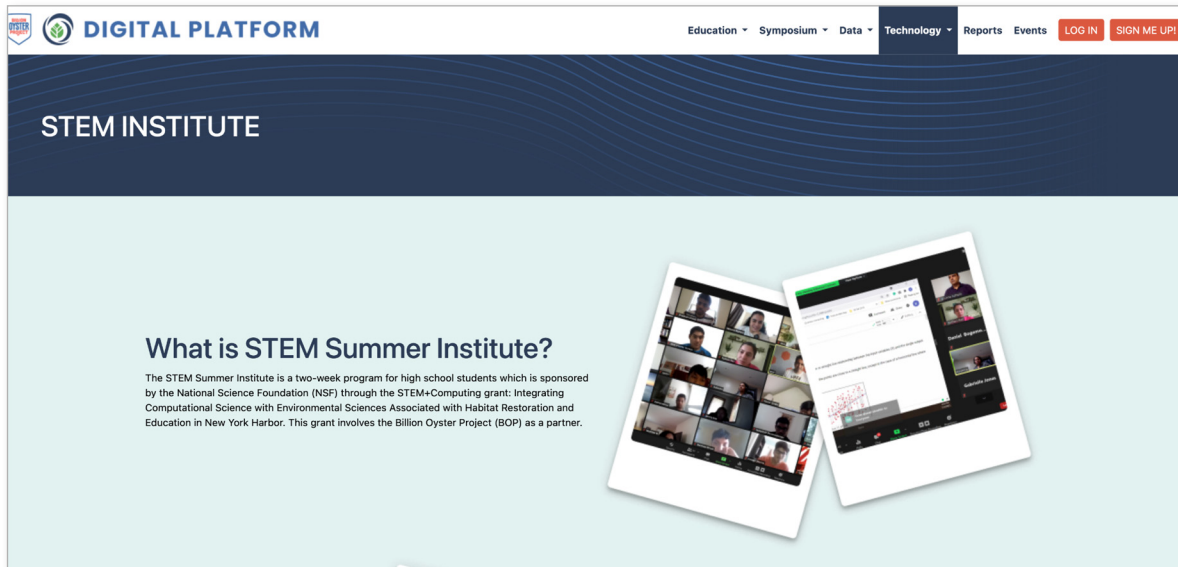 BILLION
OYSTER
PROJECT
DIGITAL PLATFORM
Education
Symposium
Data
Technology
Reports
Events
LOG IN
SIGN ME UP!
STEM INSTITUTE
What is STEM Summer Institute?
The STEM Summer Institute is a two-week program for high school students which is sponsored
by the National Science Foundation (NSF) through the STEM+Computing grant: Integrating
Computational Science with Environmental Sciences Associated with Habitat Restoration and
Education in New York Harbor. This grant involves the Billion Oyster Project (BOP) as a partner.